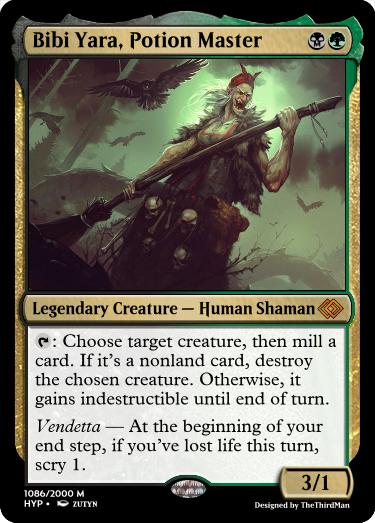 Bibi Yara, Potion Master
Legendary Creature — Human Shaman
: Choose target creature, then mill a
card. If it's a nonland card, destroy
the chosen creature. Otherwise, it
gains indestructible until end of turn.
Vendetta — At the beginning of your
end step, if you've lost life this turn,
scry 1.
3/1
1086/2000 M
HYP • ZUTYN
Designed by TheThirdMan